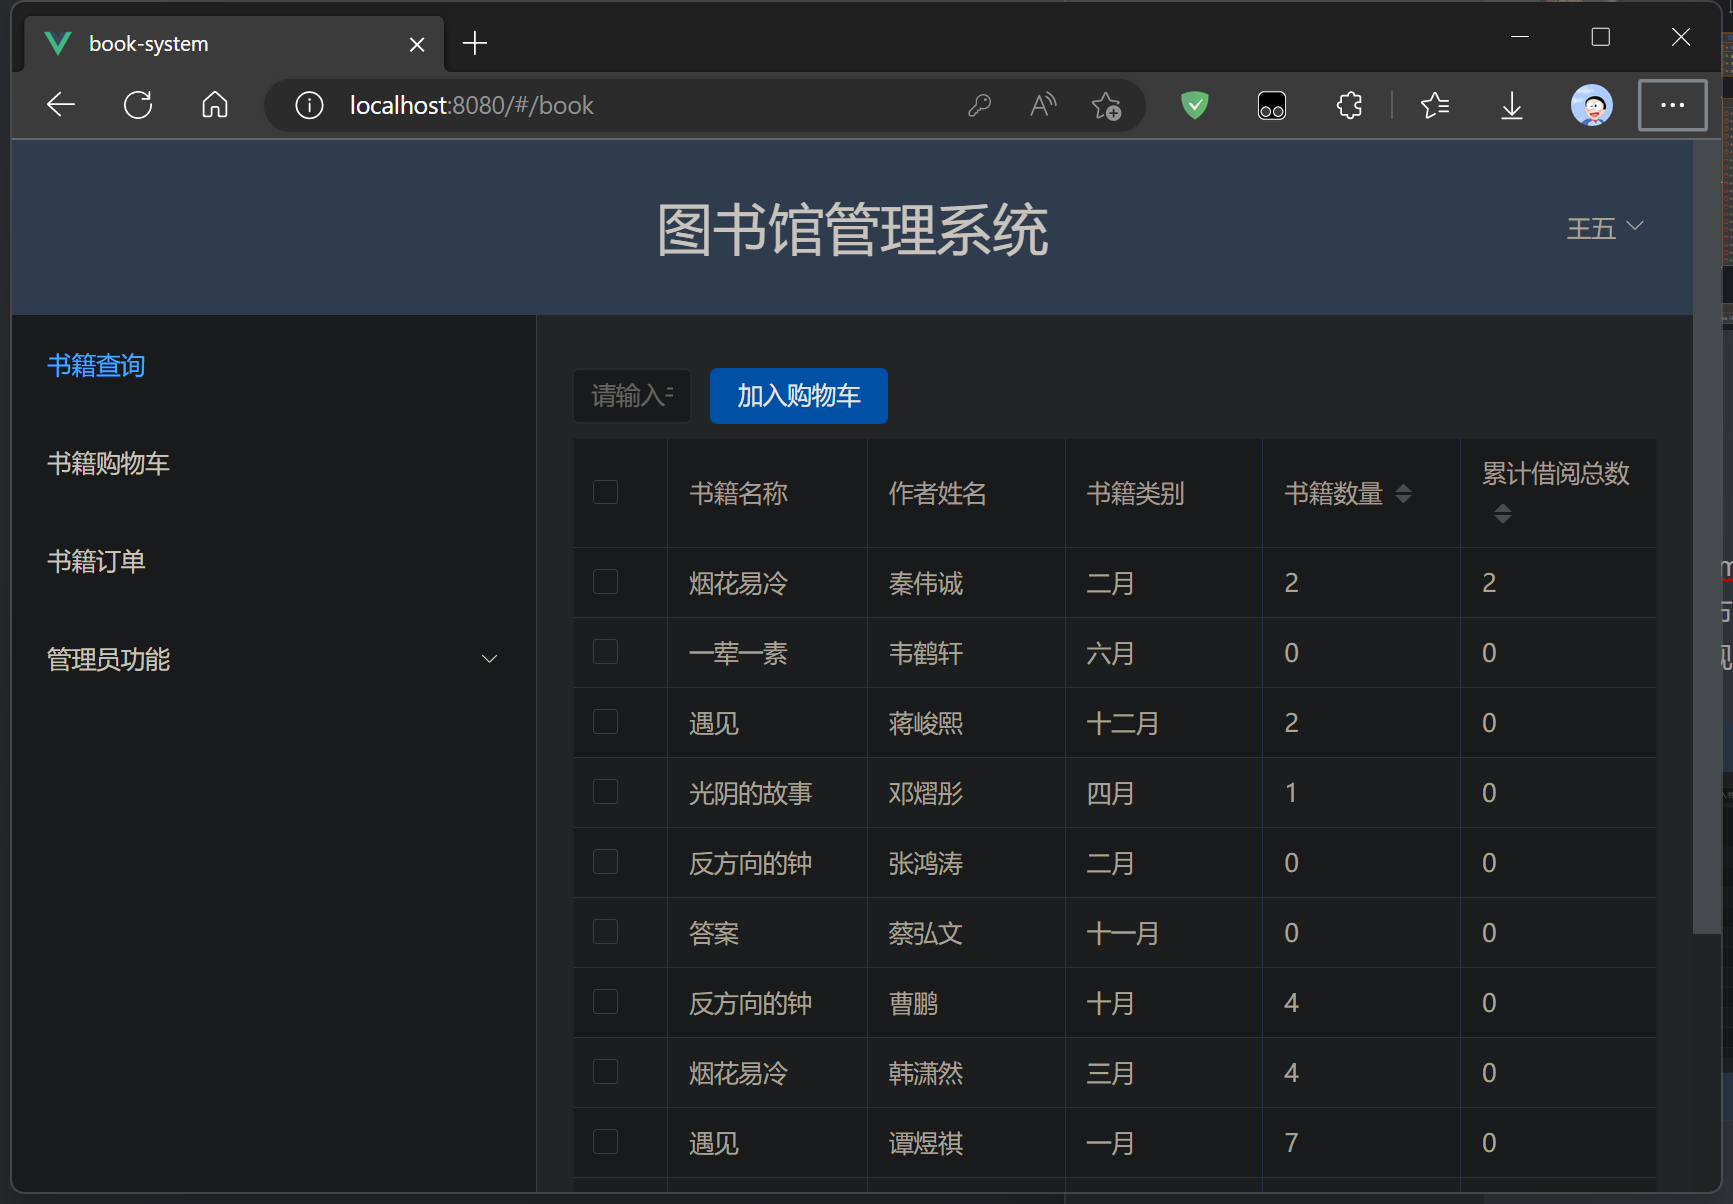 book-system
localhost:8080/#/book
图书馆管理系统
王五
书籍查询
书籍购物车
书籍订单
管理员功能
请输入
加入购物车
书籍名称 作者姓名 书籍类别 书籍数量 累计借阅总数
烟花易冷 秦伟诚 二月 2 2
一荤一素 韦鹤轩 六月 0 0
遇见 蒋峻熙 十二月 2 0
光阴的故事 邓熠彤 四月 1 0
反方向的钟 张鸿涛 二月 0 0
答案 蔡弘文 十一月 0 0
反方向的钟 曹鹏 十月 4 0
烟花易冷 韩潇然 三月 4 0
遇见 谭煜祺 一月 7 0